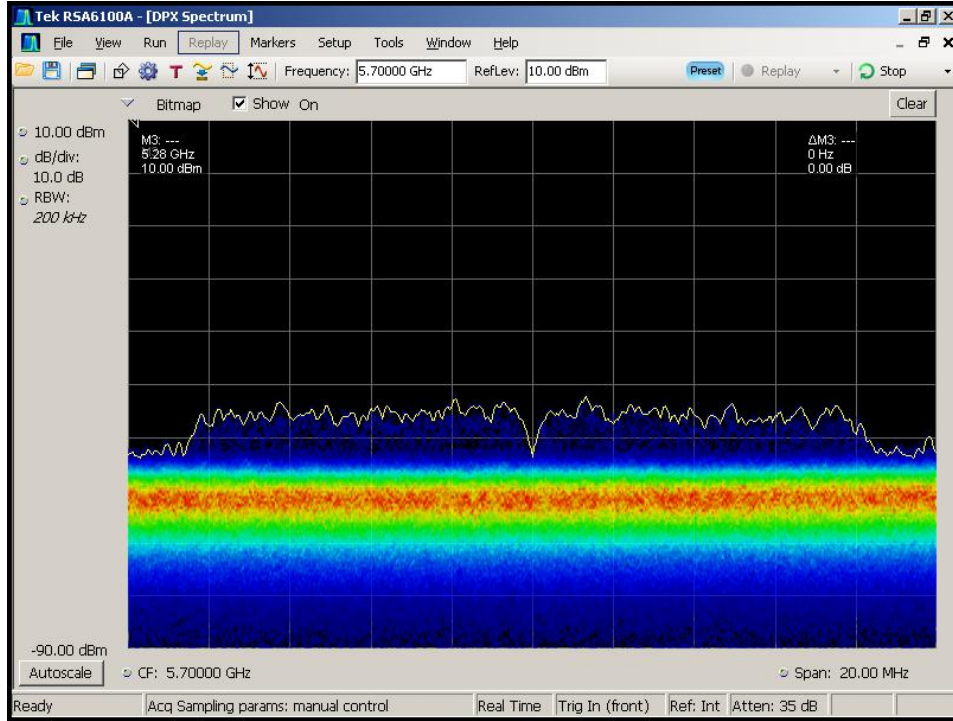 Tek RSA6100A - [DPX Spectrum]
File View Run Replay Markers Setup Tools Window Help
Frequency: 5.70000 GHz RefLev: 10.00 dBm Preset Replay Stop
Bitmap Show On Clear
10.00 dBm
dB/div:
10.0 dB
RBW:
200 kHz
M3: ---
5.28 GHz
10.00 dBm
ΔM3: ---
0 Hz
0.00 dB
-90.00 dBm
Autoscale CF: 5.70000 GHz Span: 20.00 MHz
Ready Acq Sampling params: manual control Real Time Trig In (front) Ref: Int Atten: 35 dB